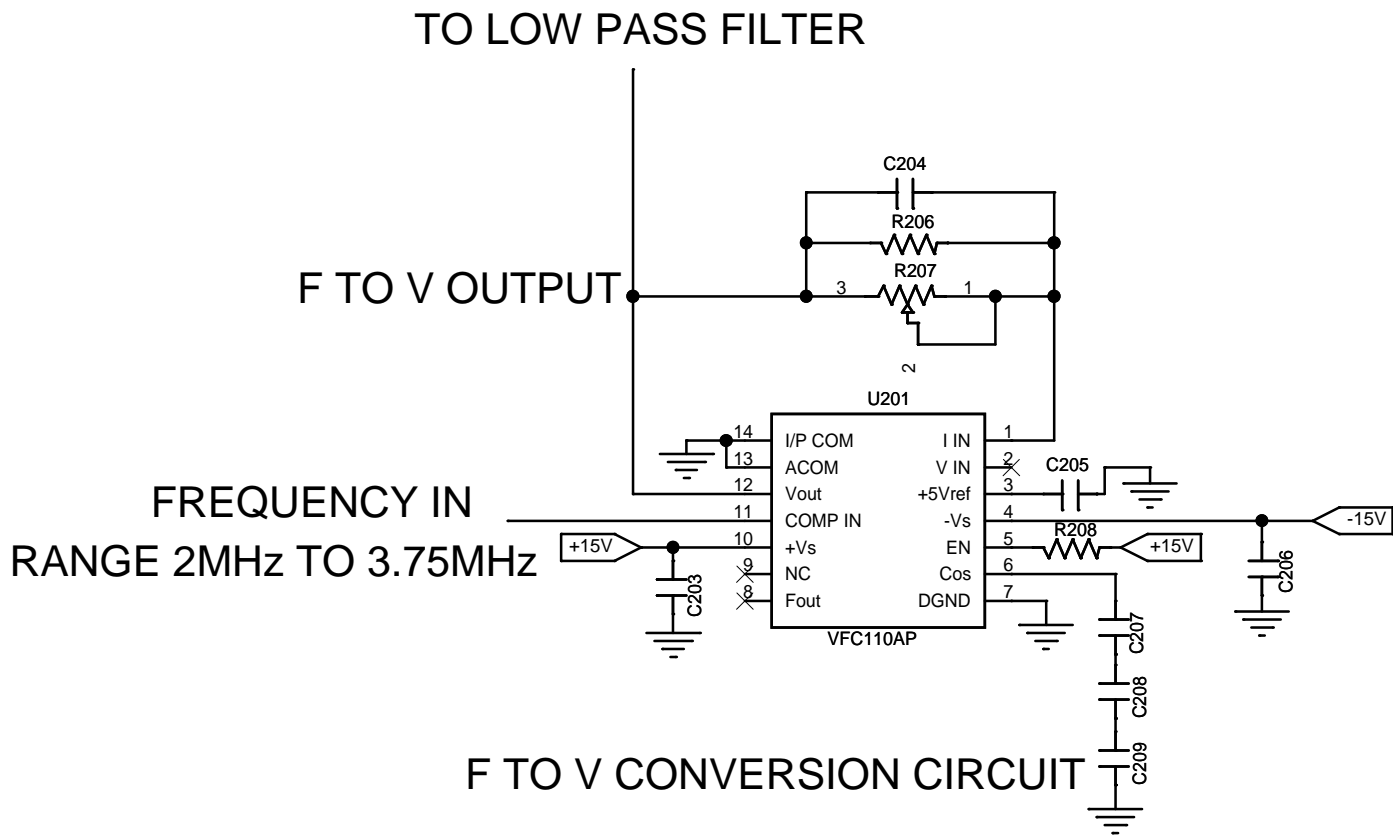 TO LOW PASS FILTER
C204
R206
F TO V OUTPUT
R207
3
1
2
U201
14
I/P COM
I IN
1
13
ACOM
V IN
2
C205
12
Vout
+5Vref
3
FREQUENCY IN
11
COMP IN
-Vs
4
-15V
RANGE 2MHz TO 3.75MHz
+15V
10
+Vs
EN
5
R208
+15V
9
NC
Cos
6
C203
C206
8
Fout
DGND
7
VFC110AP
C207
C208
F TO V CONVERSION CIRCUIT
C209